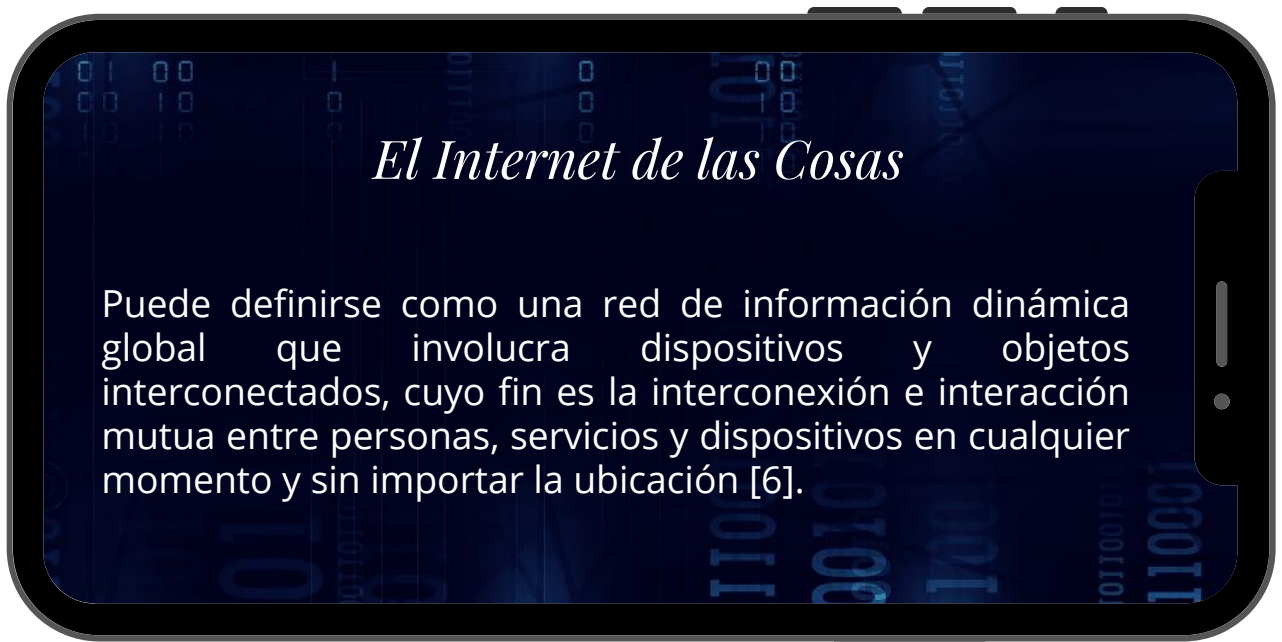 El Internet de las Cosas
Puede definirse como una red de información dinámica
global que involucra dispositivos y objetos
interconectados, cuyo fin es la interconexión e interacción
mutua entre personas, servicios y dispositivos en cualquier
momento y sin importar la ubicación [6].